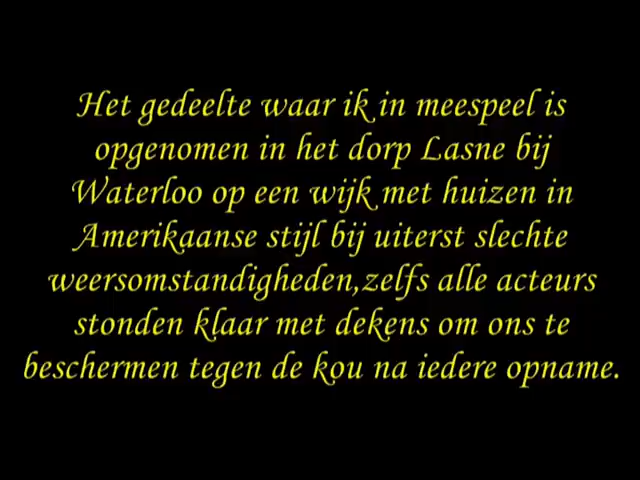 Het gedeelte waar ik in meespeel is
opgenomen in het dorp Lasne bij
Waterloo op een wijk met huizen in
Amerikaanse stijl bij uiterst slechte
weersomstandigheden,zelfs alle acteurs
stonden klaar met dekens om ons te
beschermen tegen de kou na iedere opname.